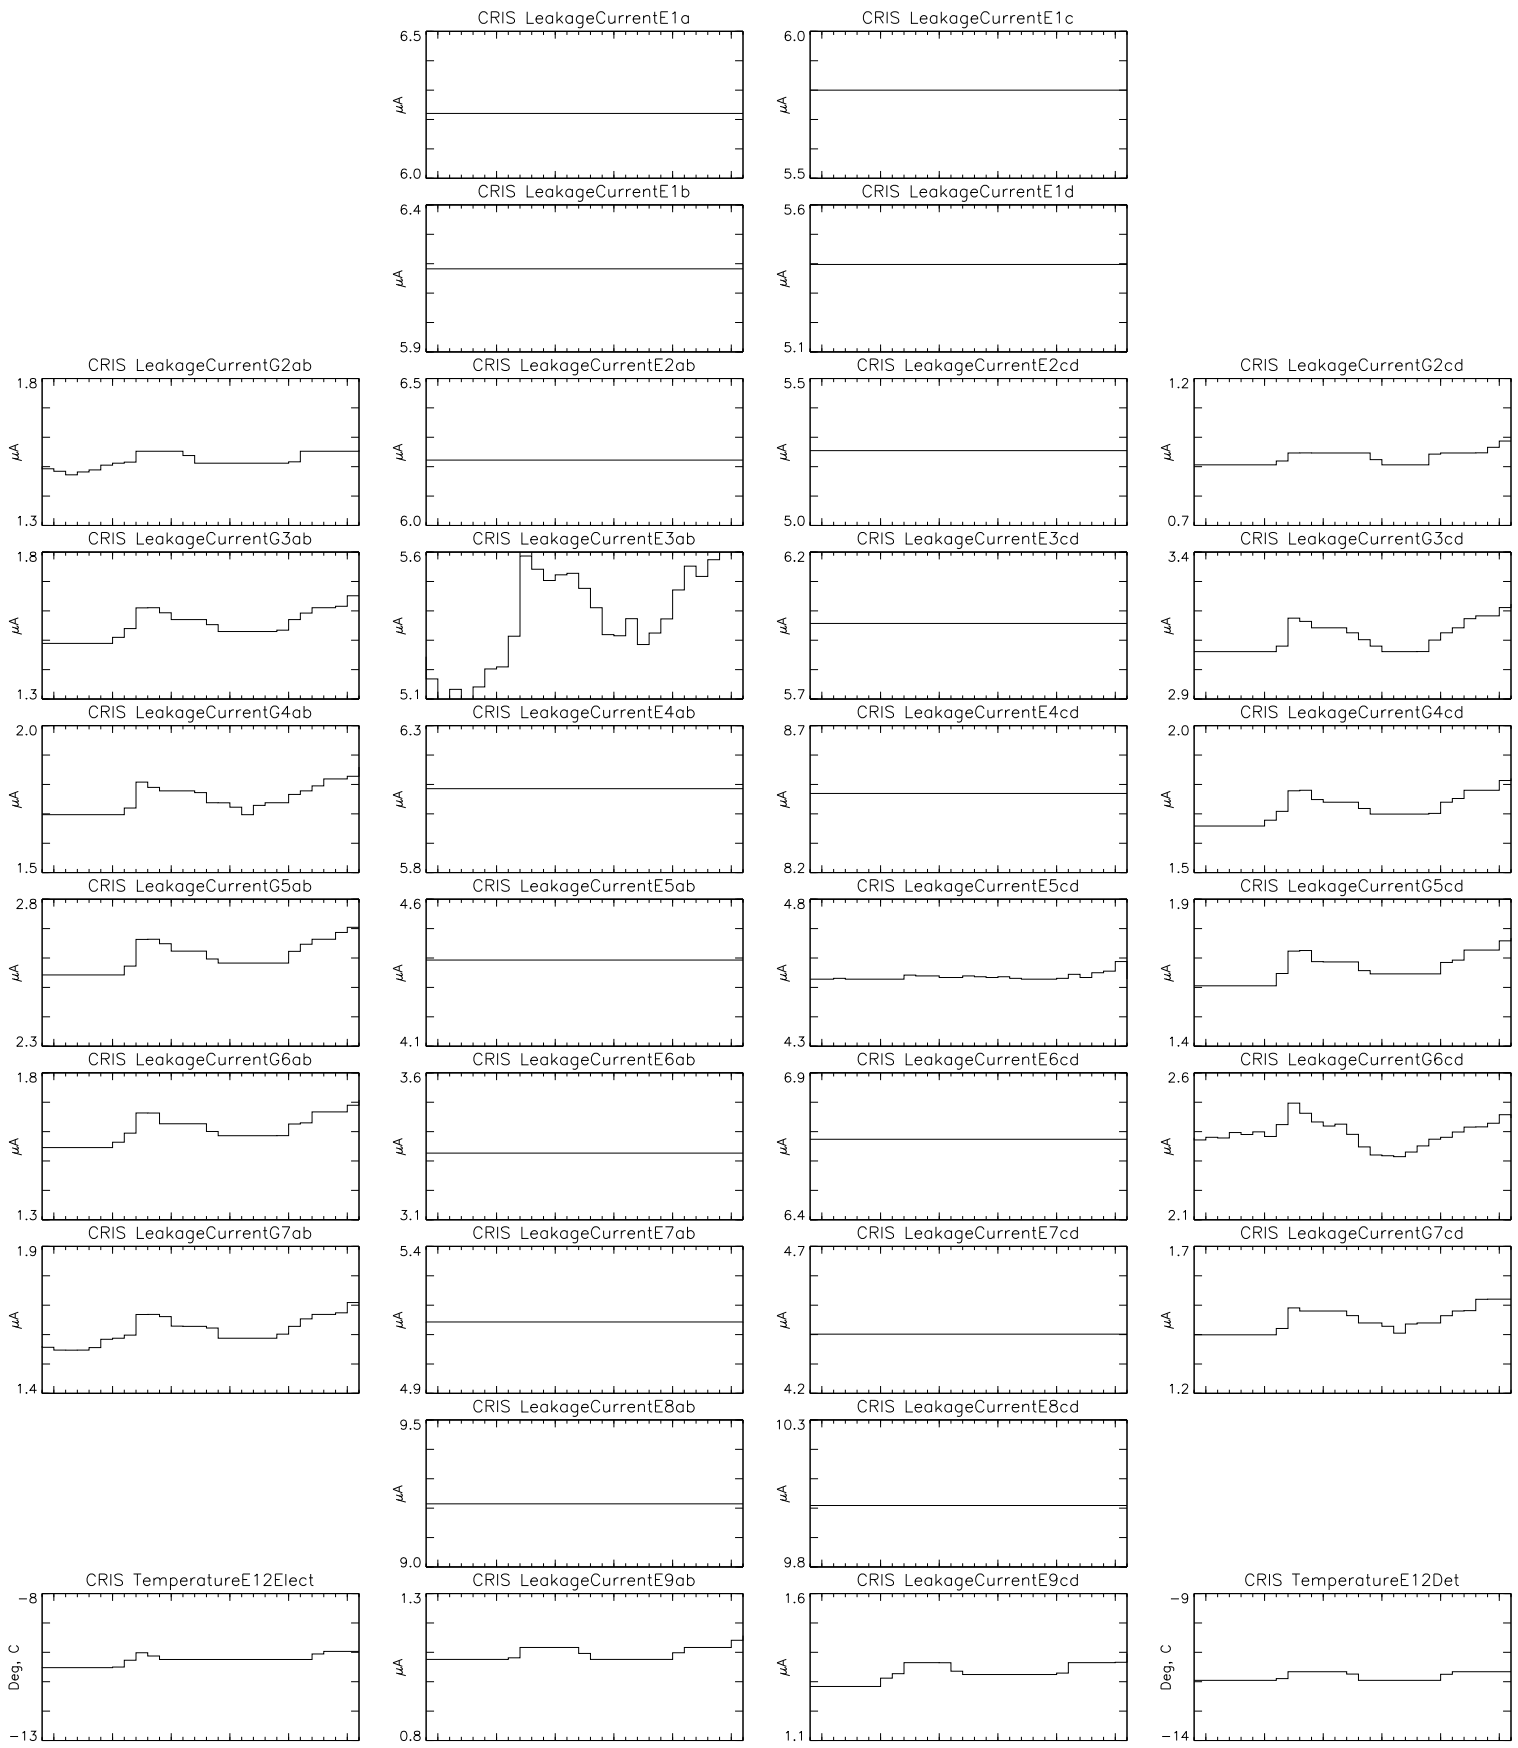 CRIS LeakageCurrentE1a
CRIS LeakageCurrentE1c
6.5
μA
6.0
6.0
μA
5.5
CRIS LeakageCurrentE1b
CRIS LeakageCurrentE1d
6.4
μA
5.9
5.6
μA
5.1
CRIS LeakageCurrentG2ab
CRIS LeakageCurrentE2ab
CRIS LeakageCurrentE2cd
CRIS LeakageCurrentG2cd
1.8
μA
1.3
6.5
μA
6.0
5.5
μA
5.0
1.2
μA
0.7
CRIS LeakageCurrentG3ab
CRIS LeakageCurrentE3ab
CRIS LeakageCurrentE3cd
CRIS LeakageCurrentG3cd
1.8
μA
1.3
5.6
μA
5.1
6.2
μA
5.7
3.4
μA
2.9
CRIS LeakageCurrentG4ab
CRIS LeakageCurrentE4ab
CRIS LeakageCurrentE4cd
CRIS LeakageCurrentG4cd
2.0
μA
1.5
6.3
μA
5.8
8.7
μA
8.2
2.0
μA
1.5
CRIS LeakageCurrentG5ab
CRIS LeakageCurrentE5ab
CRIS LeakageCurrentE5cd
CRIS LeakageCurrentG5cd
2.8
μA
2.3
4.6
μA
4.1
4.8
μA
4.3
1.9
μA
1.4
CRIS LeakageCurrentG6ab
CRIS LeakageCurrentE6ab
CRIS LeakageCurrentE6cd
CRIS LeakageCurrentG6cd
1.8
μA
1.3
3.6
μA
3.1
6.9
μA
6.4
2.6
μA
2.1
CRIS LeakageCurrentG7ab
CRIS LeakageCurrentE7ab
CRIS LeakageCurrentE7cd
CRIS LeakageCurrentG7cd
1.9
μA
1.4
5.4
μA
4.9
4.7
μA
4.2
1.7
μA
1.2
CRIS LeakageCurrentE8ab
CRIS LeakageCurrentE8cd
9.5
μA
9.0
10.3
μA
9.8
CRIS TemperatureE12Elect
CRIS LeakageCurrentE9ab
CRIS LeakageCurrentE9cd
CRIS TemperatureE12Det
-8
Deg, C
-13
1.3
μA
0.8
1.6
μA
1.1
-9
Deg, C
-14